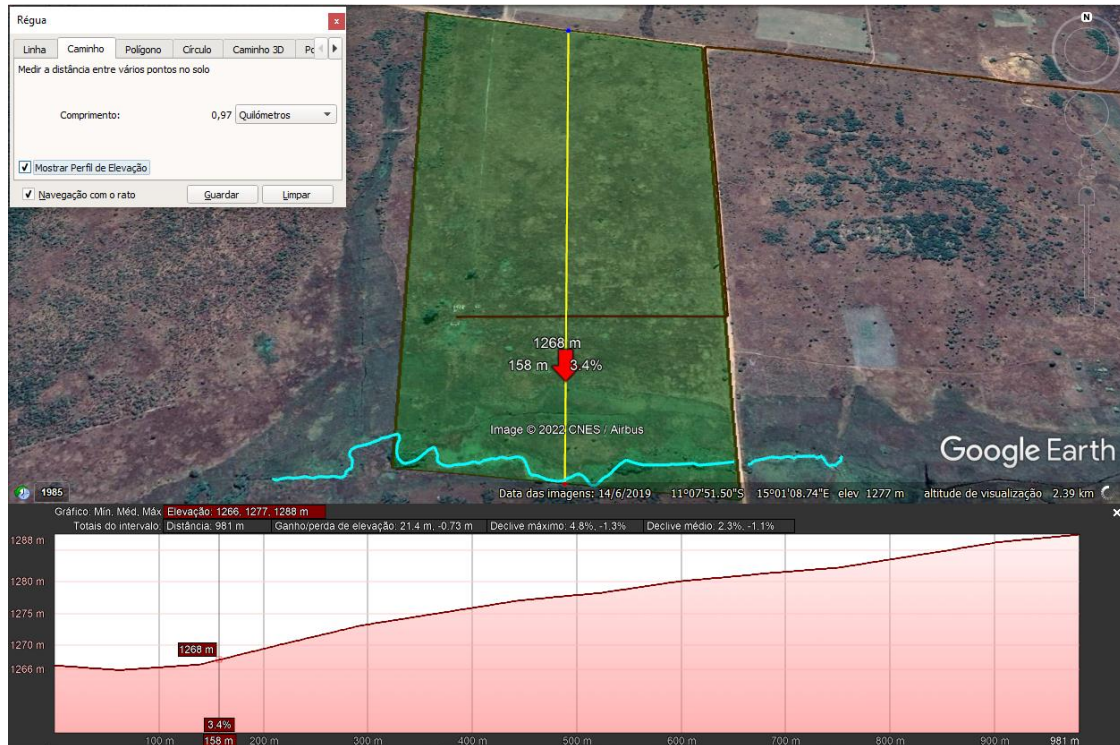 Régua
x
Linha Caminho Polígono Círculo Caminho 3D Po
Medir a distância entre vários pontos no solo
Comprimento: 0,97 Quilómetros
Mostrar Perfil de Elevação
Navegação com o rato Guardar Limpar
N
1268 m
158 m 3.4%
Image © 2022 CNES / Airbus
Google Earth
1985
Data das imagens: 14/6/2019 11°07'51.50"S 15°01'08.74"E elev 1277 m altitude de visualização 2.39 km
Gráfico: Mín, Méd, Máx Elevação: 1266, 1277, 1288 m
Totais do intervalo: Distância: 981 m Ganho/perda de elevação: 21.4 m, -0.73 m Declive máximo: 4.8%, -1.3% Declive médio: 2.3%, -1.1%
1288 m
1280 m
1275 m
1270 m
1266 m
1268 m
3.4%
100 m 158 m 200 m 300 m 400 m 500 m 600 m 700 m 800 m 900 m 981 m